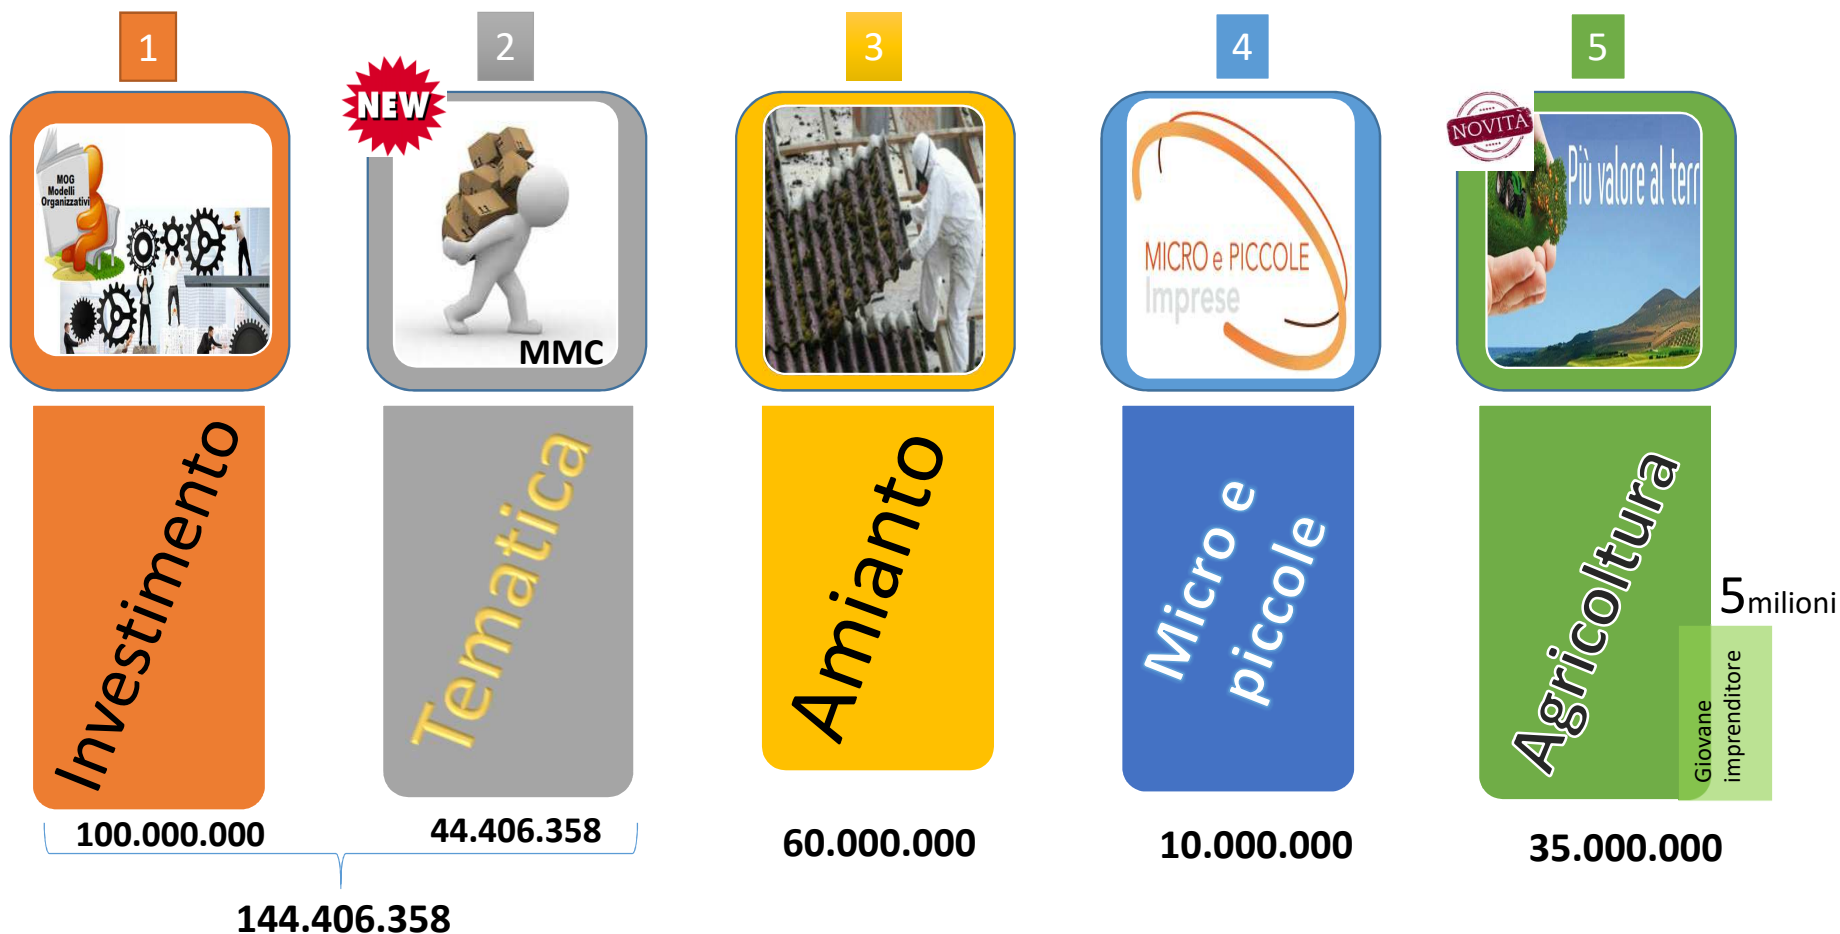 1
2
3
4
5
NEW
NOVITÀ
MOG
Modelli
Organizzativi
MMC
MICRO e PICCOLE
Imprese
Più valore al terr
Investimento
Tematica
Amianto
Micro e
piccole
Agricoltura
5milioni
Giovane
imprenditore
100.000.000
44.406.358
60.000.000
10.000.000
35.000.000
144.406.358